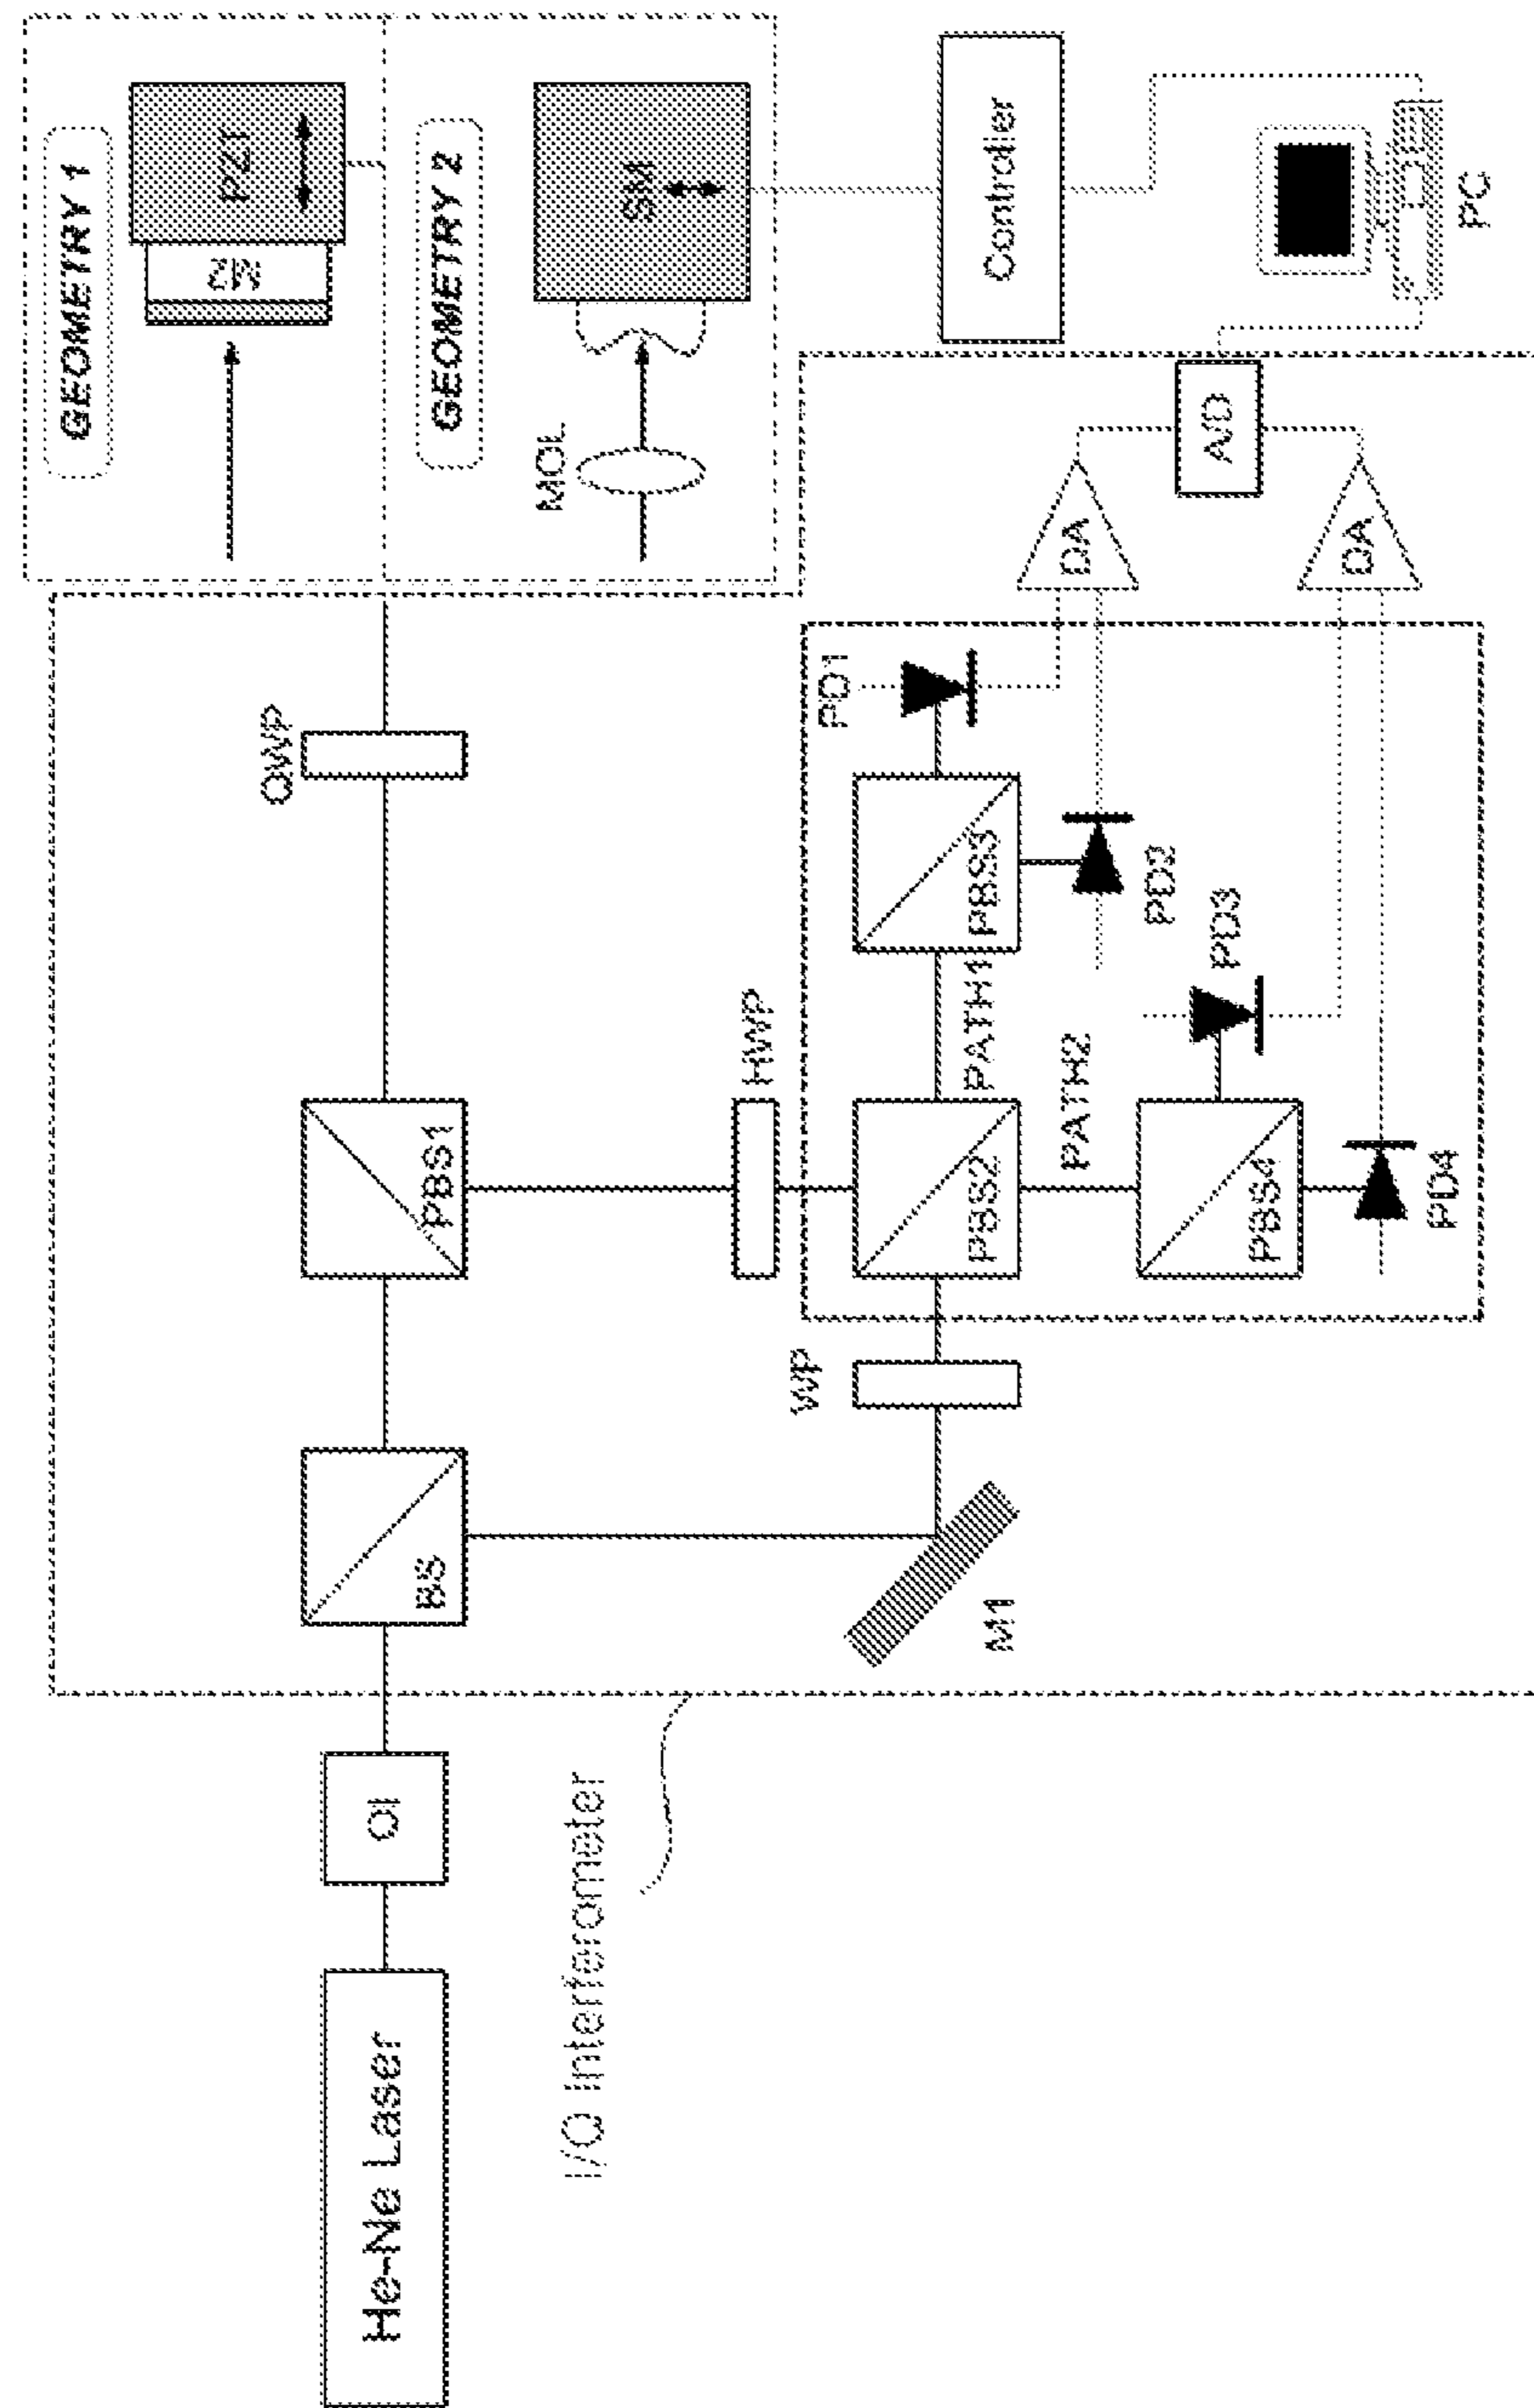 GEOMETRY 1
PZT
M2
GEOMETRY 2
MOL
SM
Controller
PC
A/D
DA
DA
QWP
PBS1
HWP
BS
M1
WP
PBS2
PATH1
PBS3
PD1
PD2
PATH2
PD3
PBS4
PD4
OI
He-Ne Laser
I/Q Interferometer